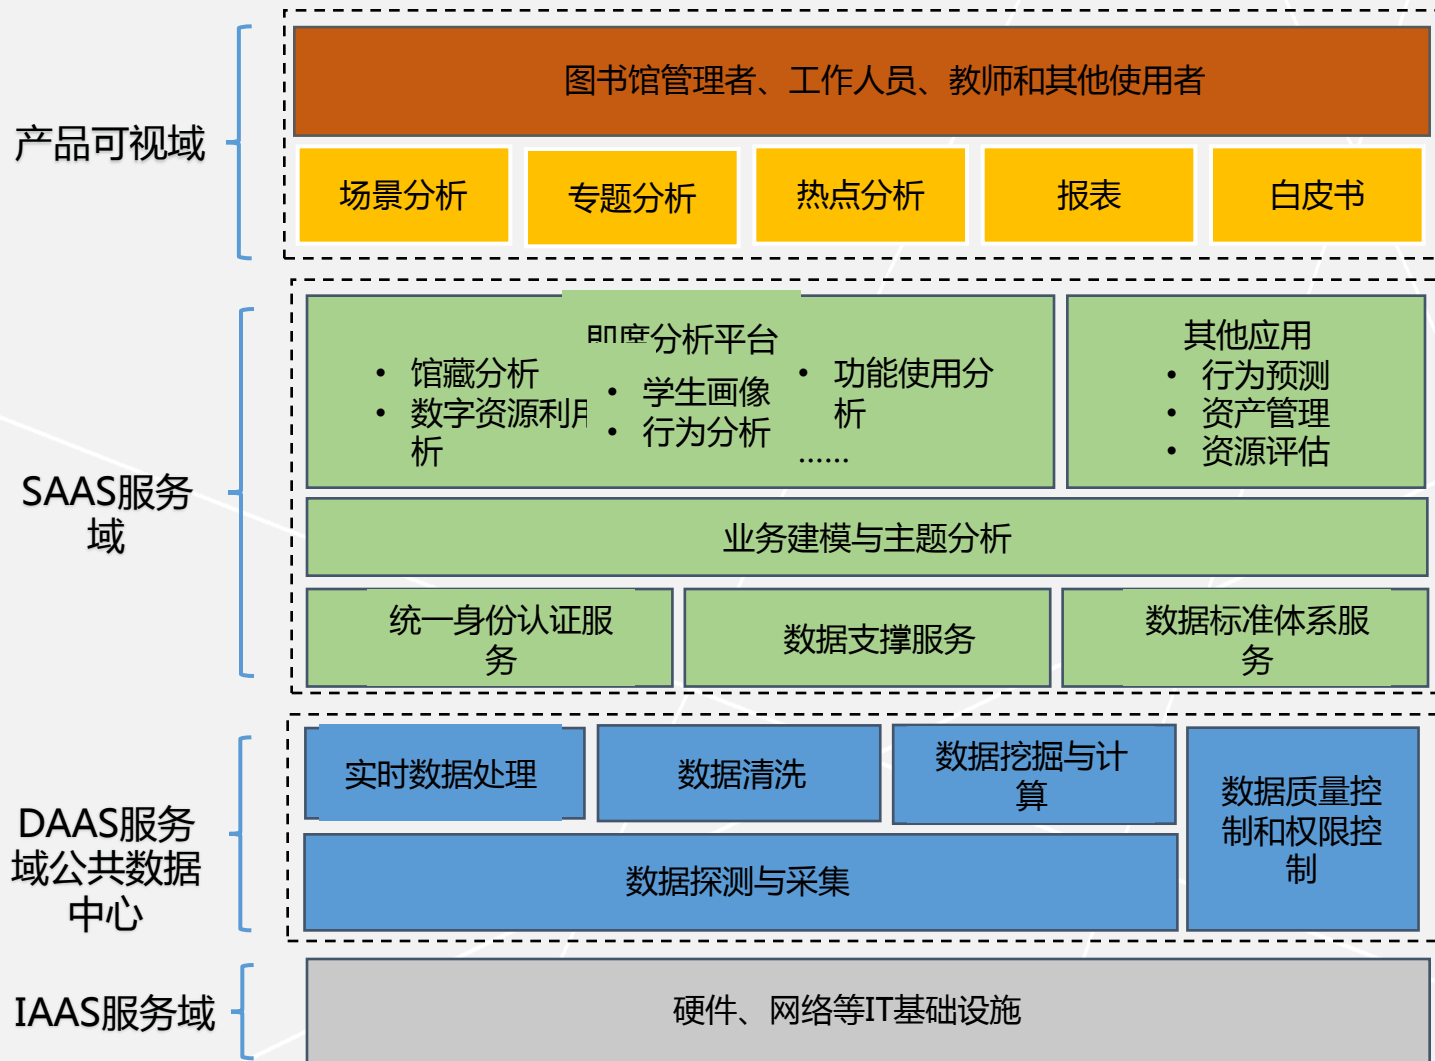 产品可视域
图书馆管理者、工作人员、教师和其他使用者
场景分析
专题分析
热点分析
报表
白皮书
SAAS服务
域
分析平台
• 馆藏分析
• 数字资源利
析
• 学生画像
• 行为分析
• 功能使用分
析
......
其他应用
• 行为预测
• 资产管理
• 资源评估
业务建模与主题分析
统一身份认证服
务
数据支撑服务
数据标准体系服
务
DAAS服务
域公共数据
中心
实时数据处理
数据清洗
数据挖掘与计
算
数据质量控
制和权限控
制
数据探测与采集
IAAS服务域
硬件、网络等IT基础设施